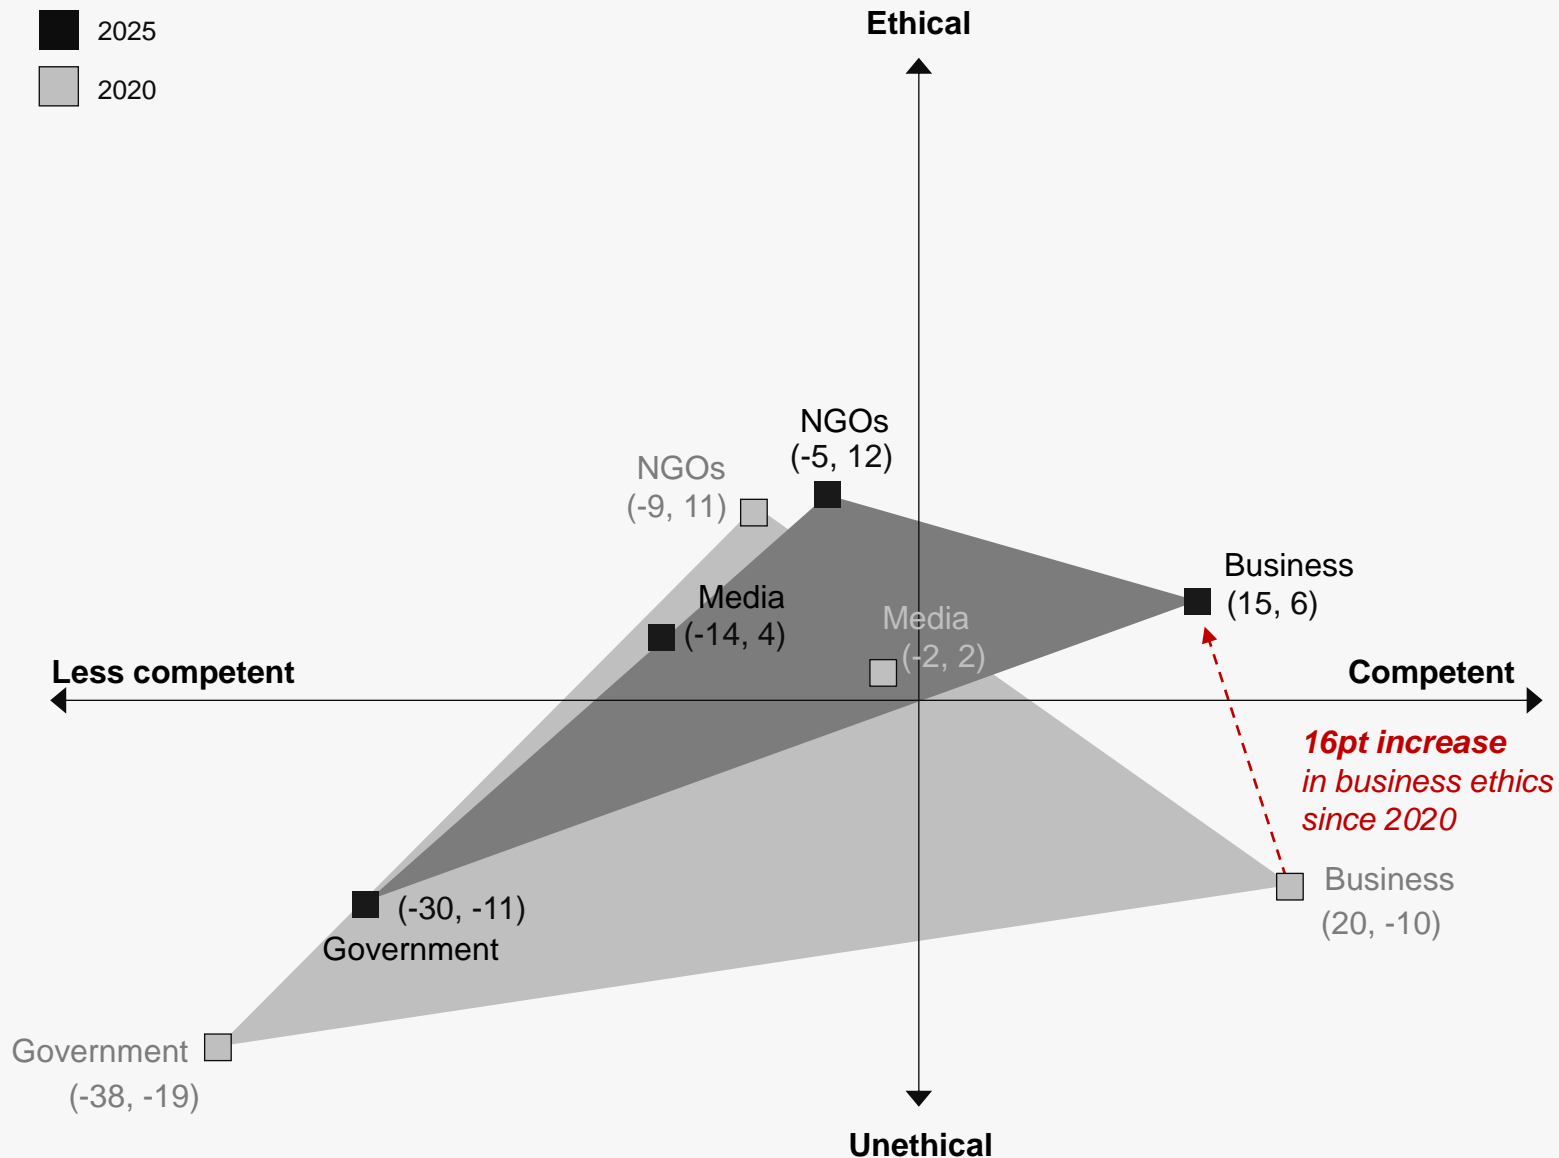 2025
2020
Ethical
NGOs
(-5, 12)
NGOs
(-9, 11)
Business
(15, 6)
Media
(-14, 4)
Media
(-2, 2)
Less competent
Competent
16pt increase
in business ethics
since 2020
Business
(20, -10)
(-30, -11)
Government
Government
(-38, -19)
Unethical